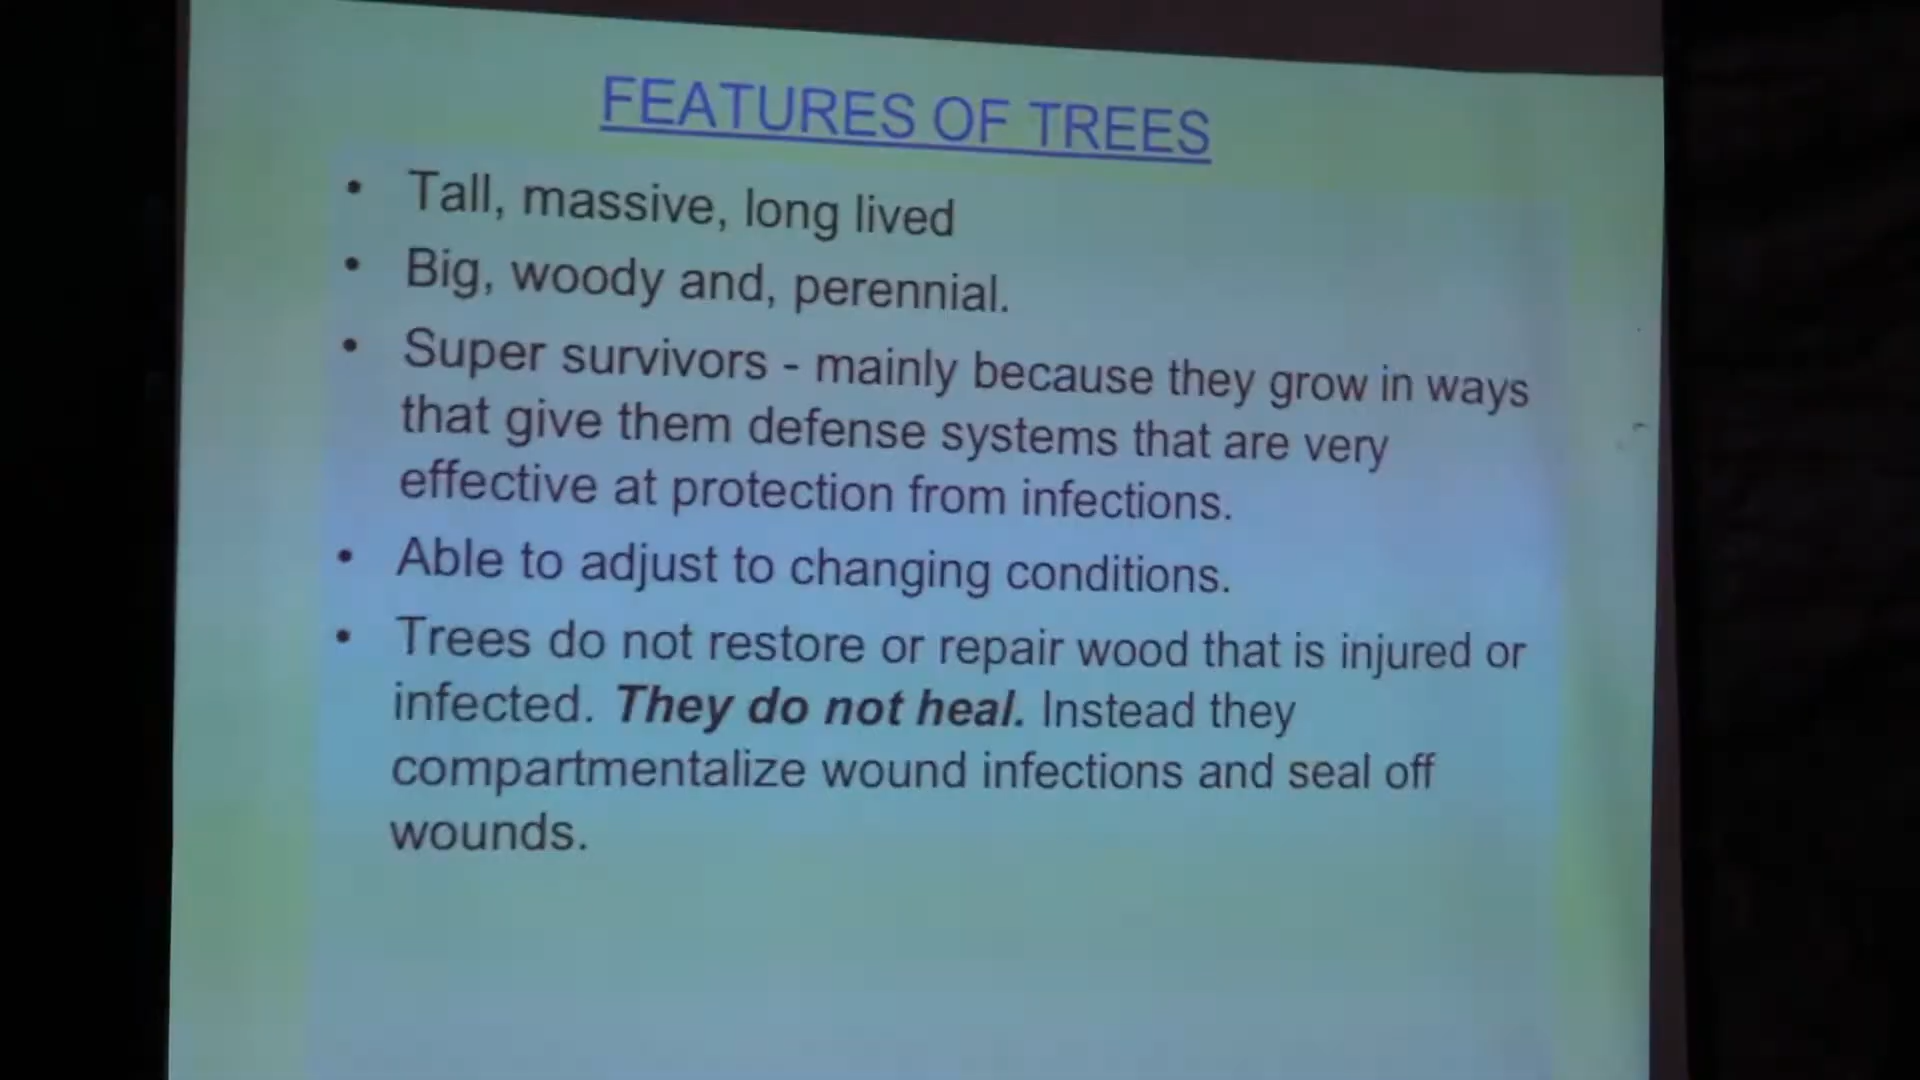 FEATURES OF TREES
• Tall, massive, long lived
• Big, woody and, perennial.
• Super survivors - mainly because they grow in ways
that give them defense systems that are very
effective at protection from infections.
• Able to adjust to changing conditions.
• Trees do not restore or repair wood that is injured or
infected. They do not heal. Instead they
compartmentalize wound infections and seal off
wounds.